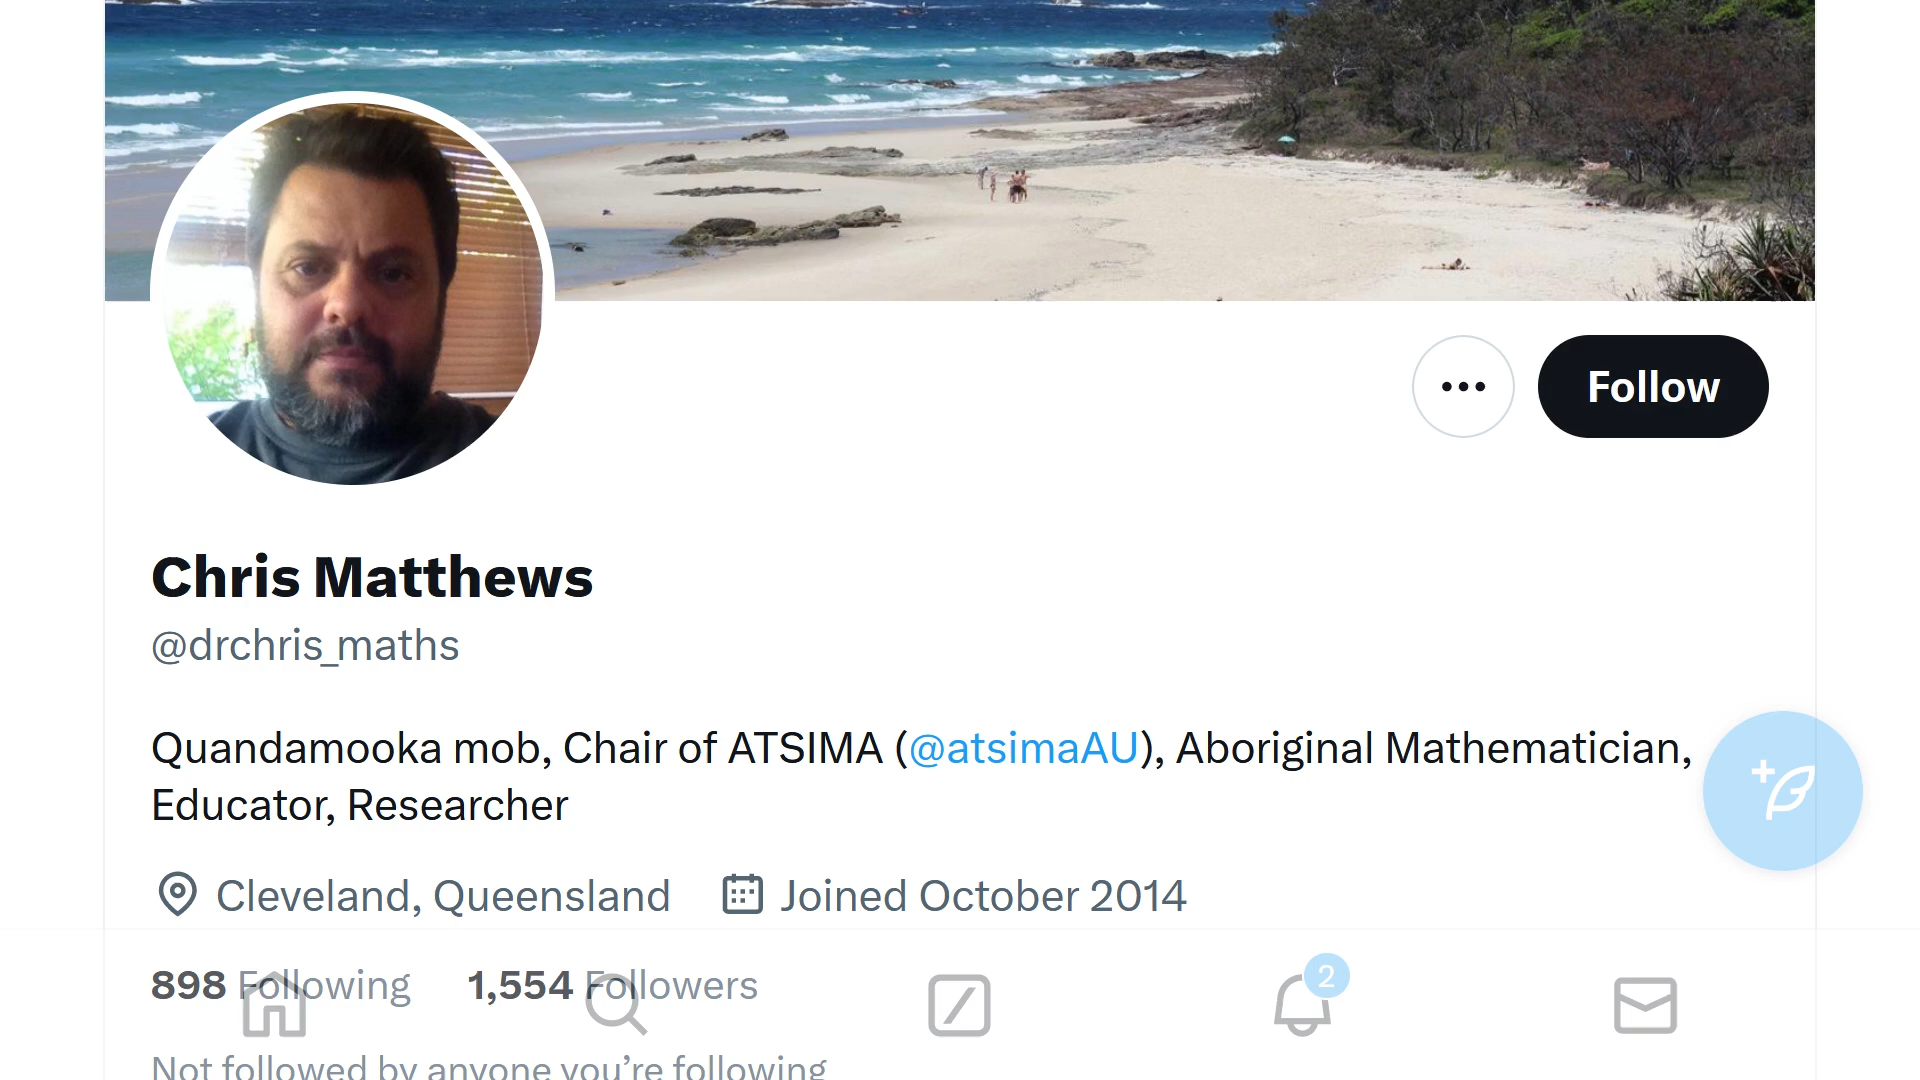 Follow
Chris Matthews
@drchris_maths
Quandamooka mob, Chair of ATSIMA (@atsimaAU), Aboriginal Mathematician,
Educator, Researcher
Cleveland, Queensland Joined October 2014
898 Following 1,554 Followers
2
Not followed by anyone you’re following